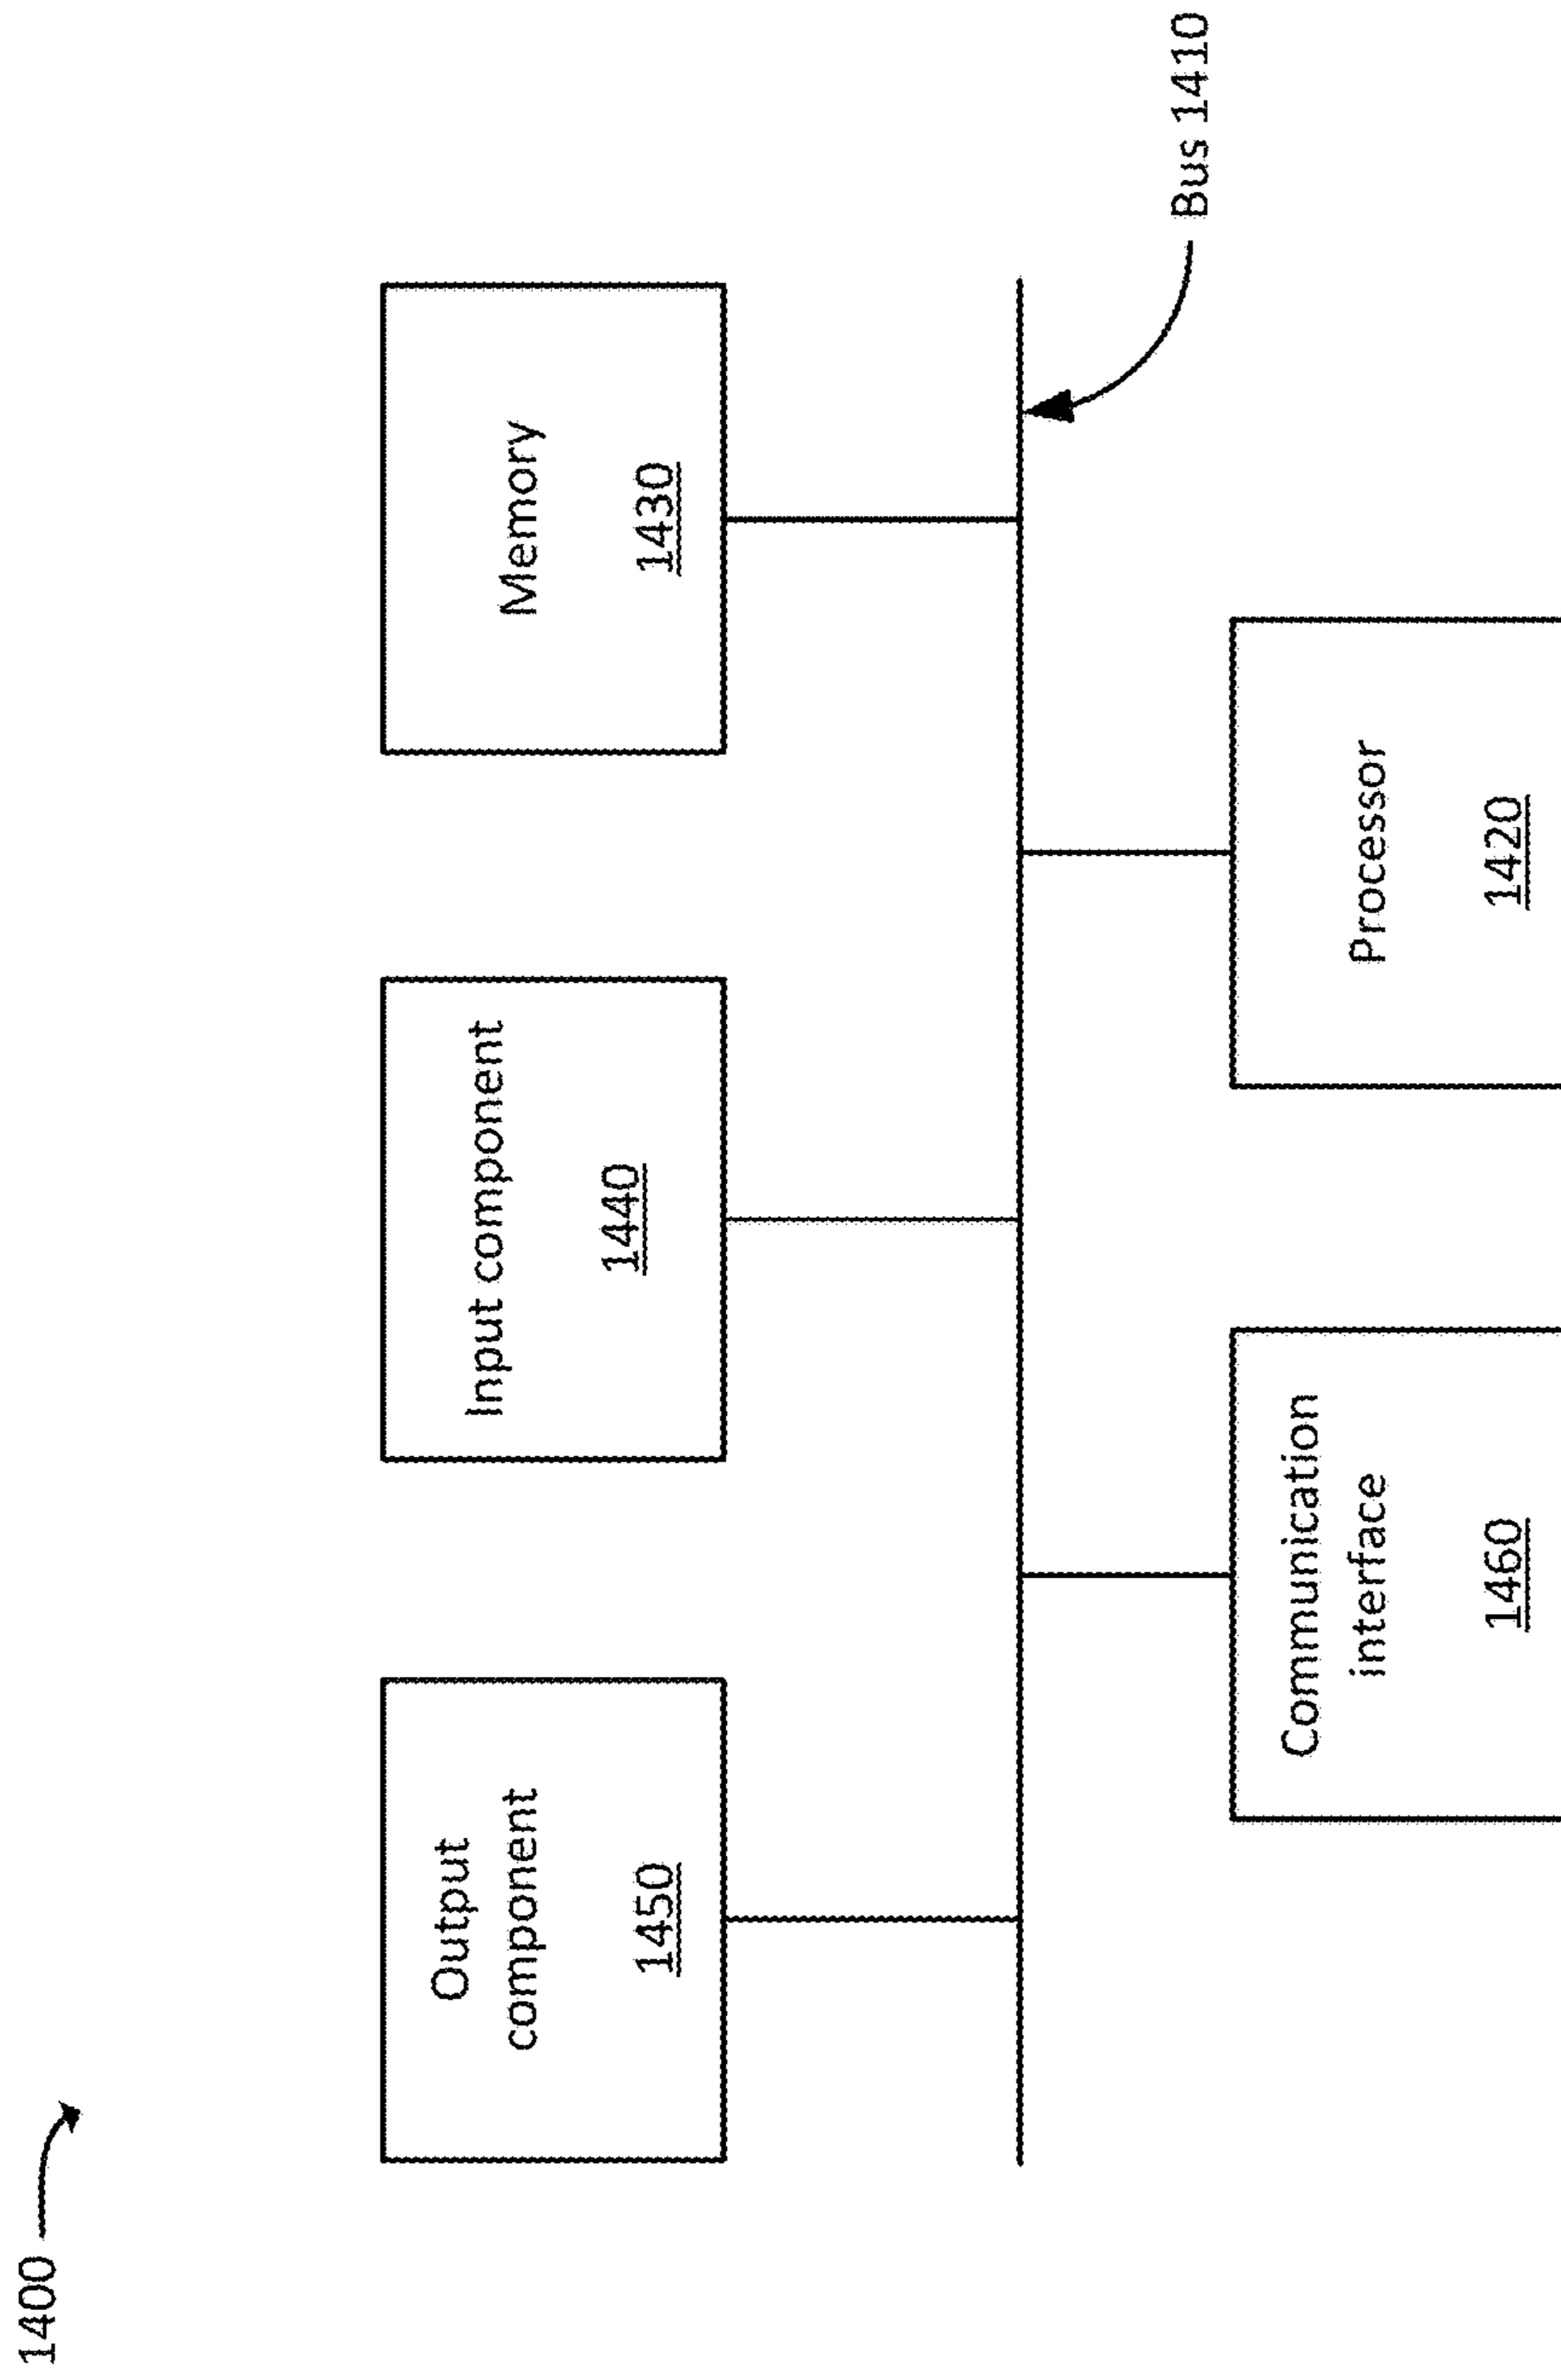 1400
Output
component
1450
Input component
1440
Memory
1430
Bus 1410
Communication
interface
1460
Processor
1420